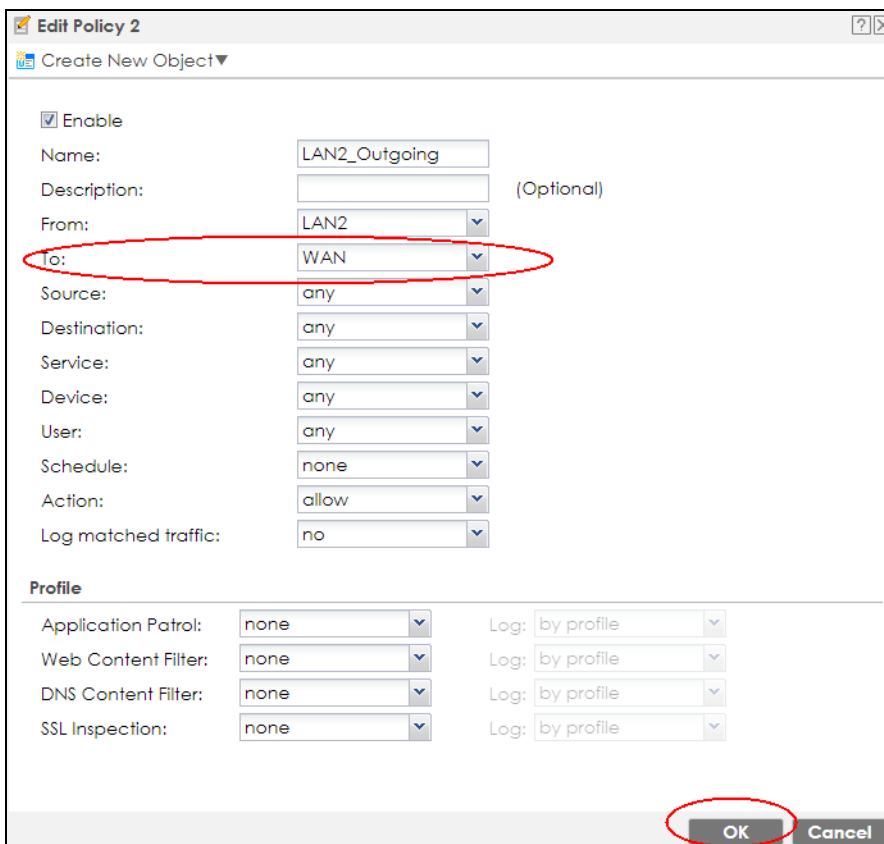 Edit Policy 2
Create New Object
Enable
Name: LAN2_Outgoing
Description: (Optional)
From: LAN2
To: WAN
Source: any
Destination: any
Service: any
Device: any
User: any
Schedule: none
Action: allow
Log matched traffic: no
Profile
Application Patrol: none Log: by profile
Web Content Filter: none Log: by profile
DNS Content Filter: none Log: by profile
SSL Inspection: none Log: by profile
OK Cancel